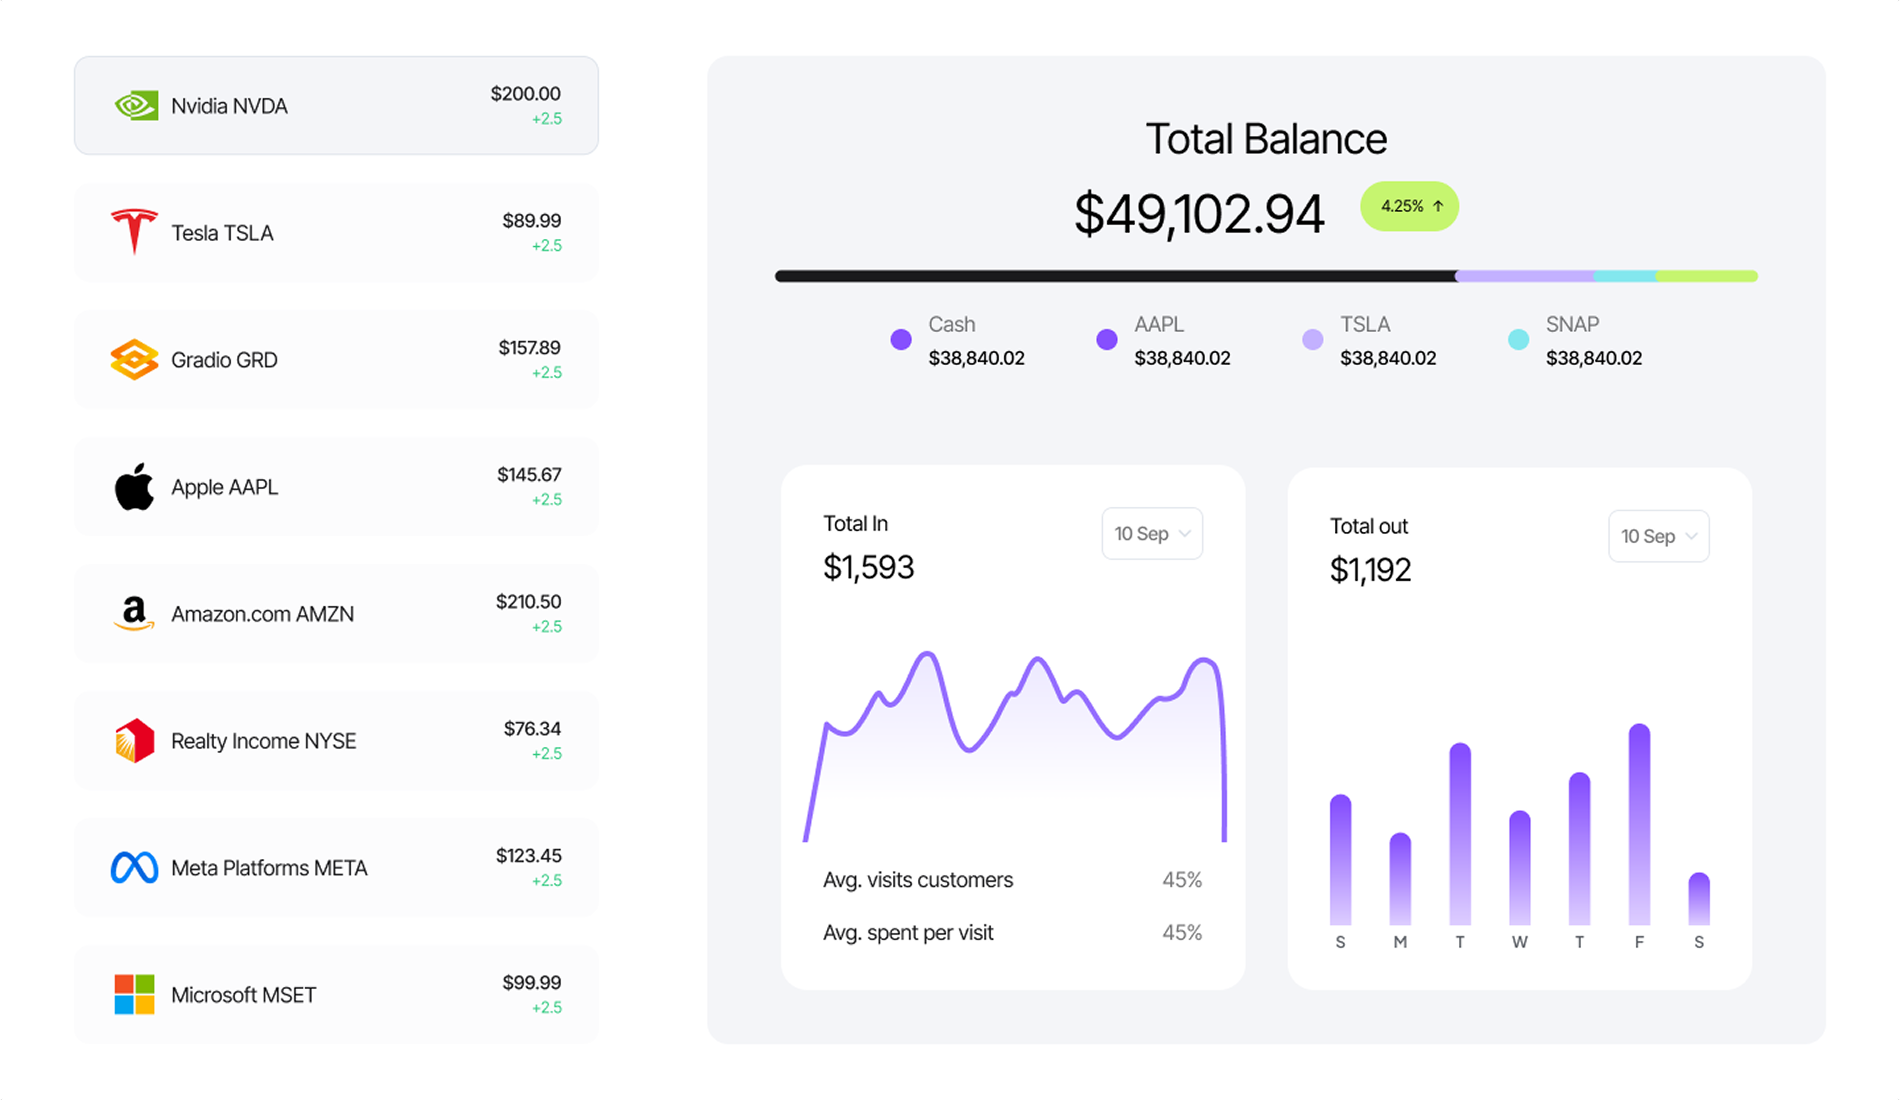 Nvidia NVDA
$200.00
+2.5
Tesla TSLA
$89.99
+2.5
Gradio GRD
$157.89
+2.5
Apple AAPL
$145.67
+2.5
a
Amazon.com AMZN
$210.50
+2.5
Realty Income NYSE
$76.34
+2.5
Meta Platforms META
$123.45
+2.5
Microsoft MSET
$99.99
+2.5
Total Balance
$49,102.94
4.25% ↑
Cash
$38,840.02
AAPL
$38,840.02
TSLA
$38,840.02
SNAP
$38,840.02
Total In
$1,593
10 Sep
Avg. visits customers 45%
Avg. spent per visit 45%
Total out
$1,192
10 Sep
S M T W T F S